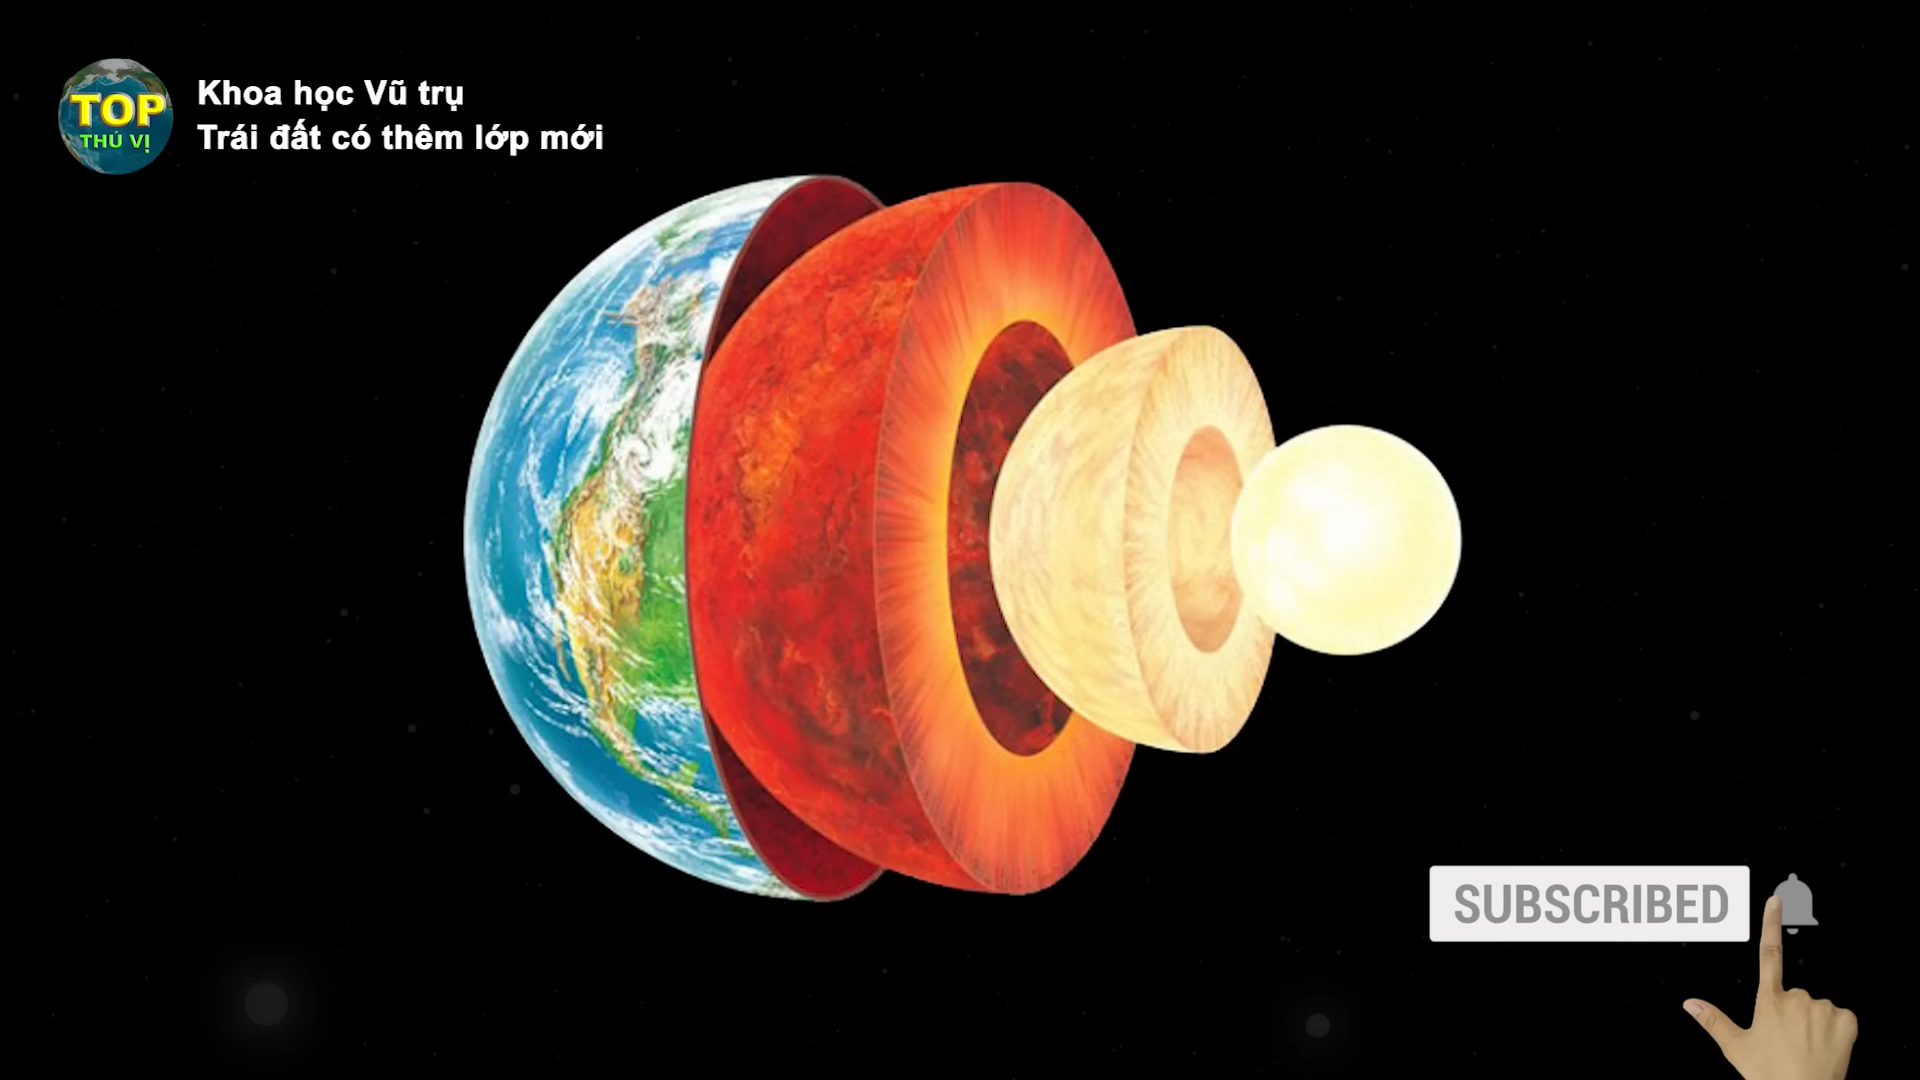 TOP
THÚ VỊ
Khoa học Vũ trụ
Trái đất có thêm lớp mới
SUBSCRIBED